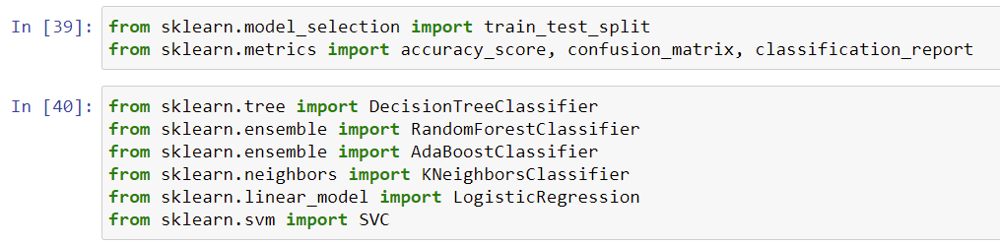 In [39]: from sklearn.model_selection import train_test_split
from sklearn.metrics import accuracy_score, confusion_matrix, classification_report
In [40]: from sklearn.tree import DecisionTreeClassifier
from sklearn.ensemble import RandomForestClassifier
from sklearn.ensemble import AdaBoostClassifier
from sklearn.neighbors import KNeighborsClassifier
from sklearn.linear_model import LogisticRegression
from sklearn.svm import SVC